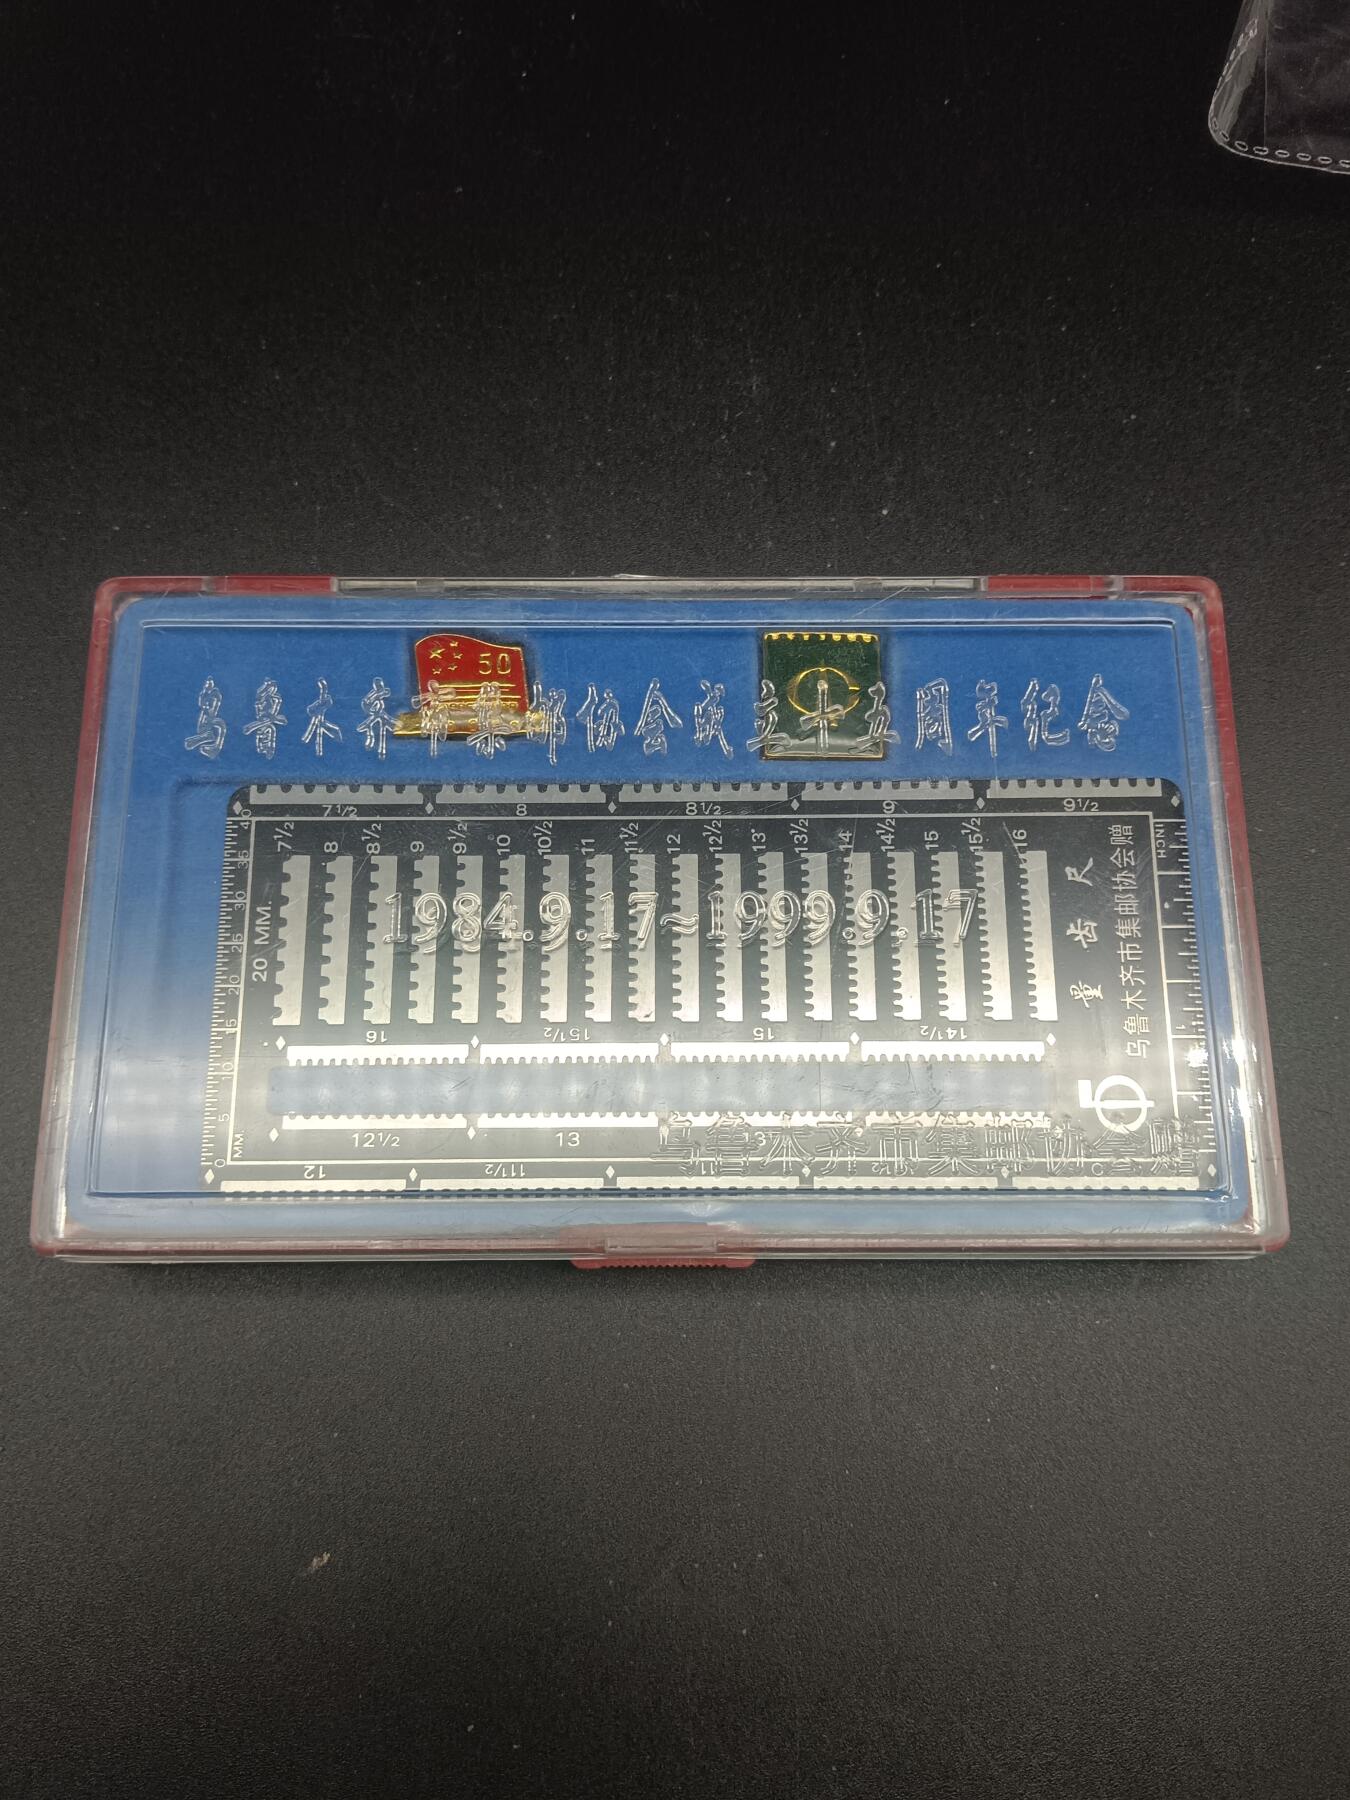 50
乌鲁木齐市集邮协会成立十五周年纪念
7½ 8 8½ 9 9½
7½ 8 8½ 9 9½ 10 10½ 11 11½ 12 12½ 13 13½ 14 14½ 15 15½ 16
INCH
40 35 30 25 20 15 10 5 0
20 MM.
MM.
1984.9.17~1999.9.17
量齿尺
乌鲁木齐市集邮协会赠
16 15½ 15 14½
12½ 13 13½
乌鲁木齐市集邮协会赠
12 11½ 11